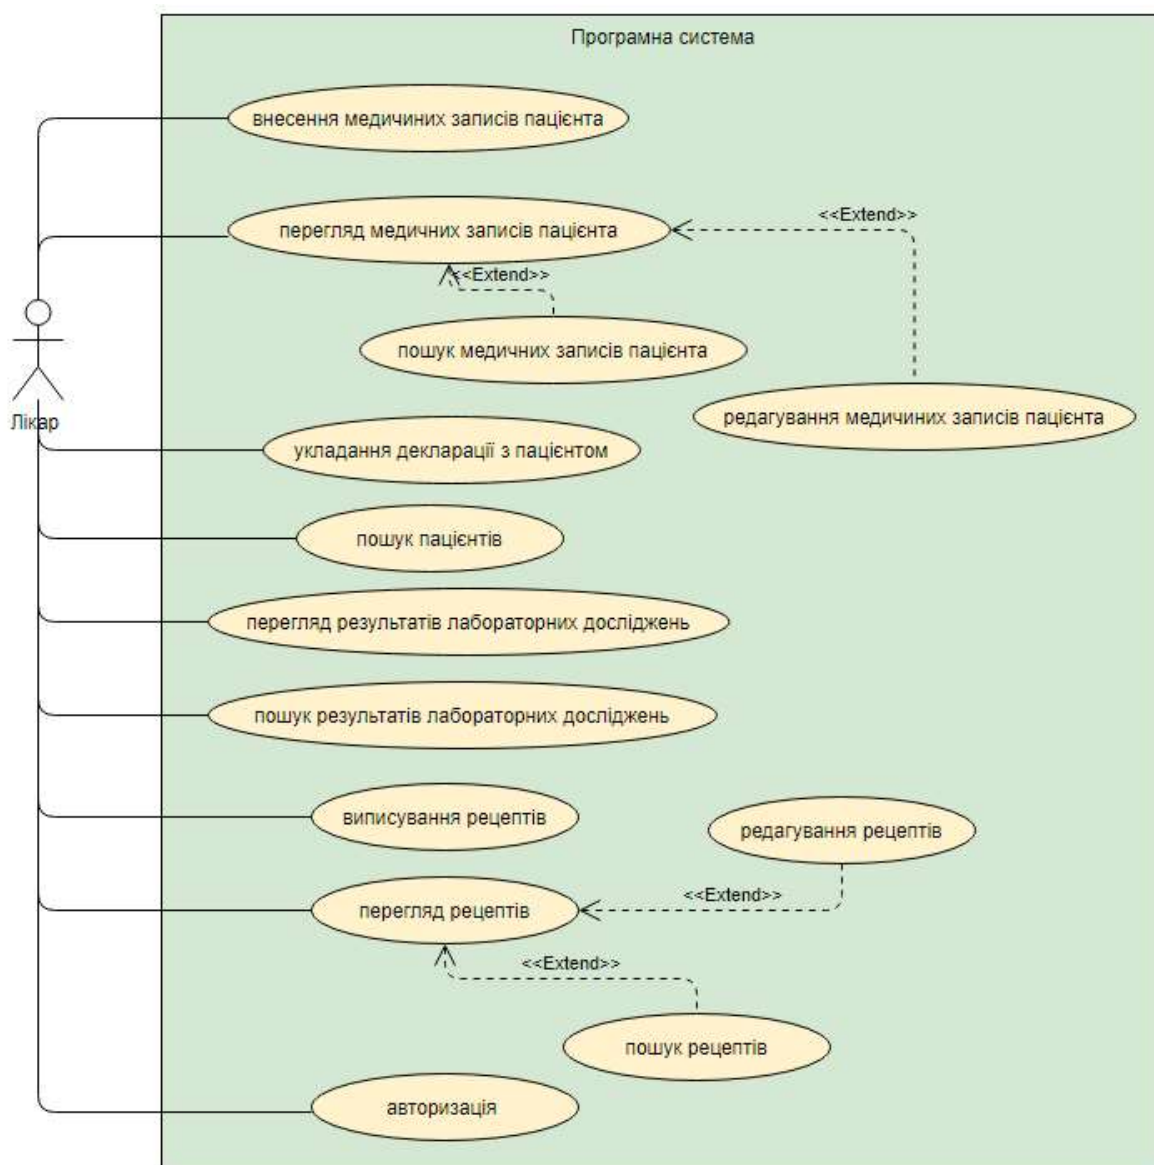 Програмна система
внесення медичиних записів пацієнта
перегляд медичних записів пацієнта
<<Extend>>
<<Extend>>
пошук медичних записів пацієнта
редагування медичиних записів пацієнта
Лікар
укладання декларації з пацієнтом
пошук пацієнтів
перегляд результатів лабораторних досліджень
пошук результатів лабораторних досліджень
виписування рецептів
редагування рецептів
<<Extend>>
перегляд рецептів
<<Extend>>
пошук рецептів
авторизація